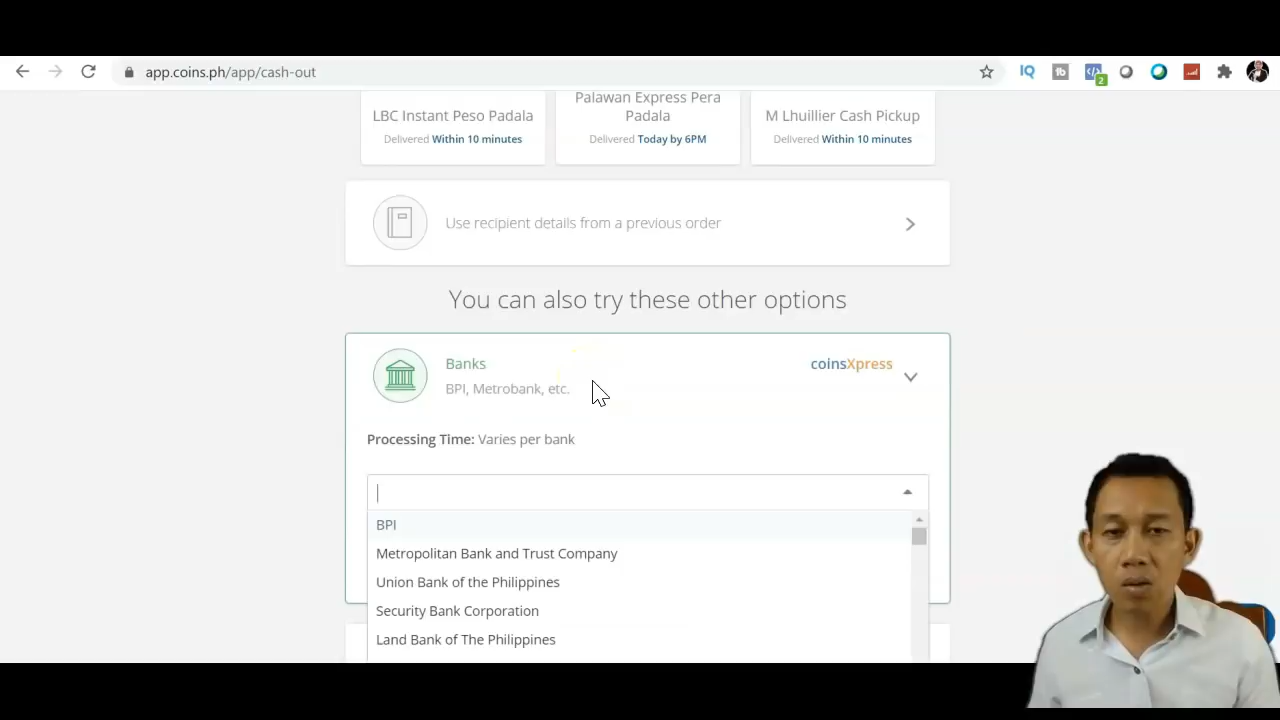 app.coins.ph/app/cash-out
IQ
tb
2
LBC Instant Peso Padala
Delivered Within 10 minutes
Palawan Express Pera
Padala
Delivered Today by 6PM
M Lhuillier Cash Pickup
Delivered Within 10 minutes
Use recipient details from a previous order
You can also try these other options
Banks
BPI, Metrobank, etc.
coinsXpress
Processing Time: Varies per bank
BPI
Metropolitan Bank and Trust Company
Union Bank of the Philippines
Security Bank Corporation
Land Bank of The Philippines